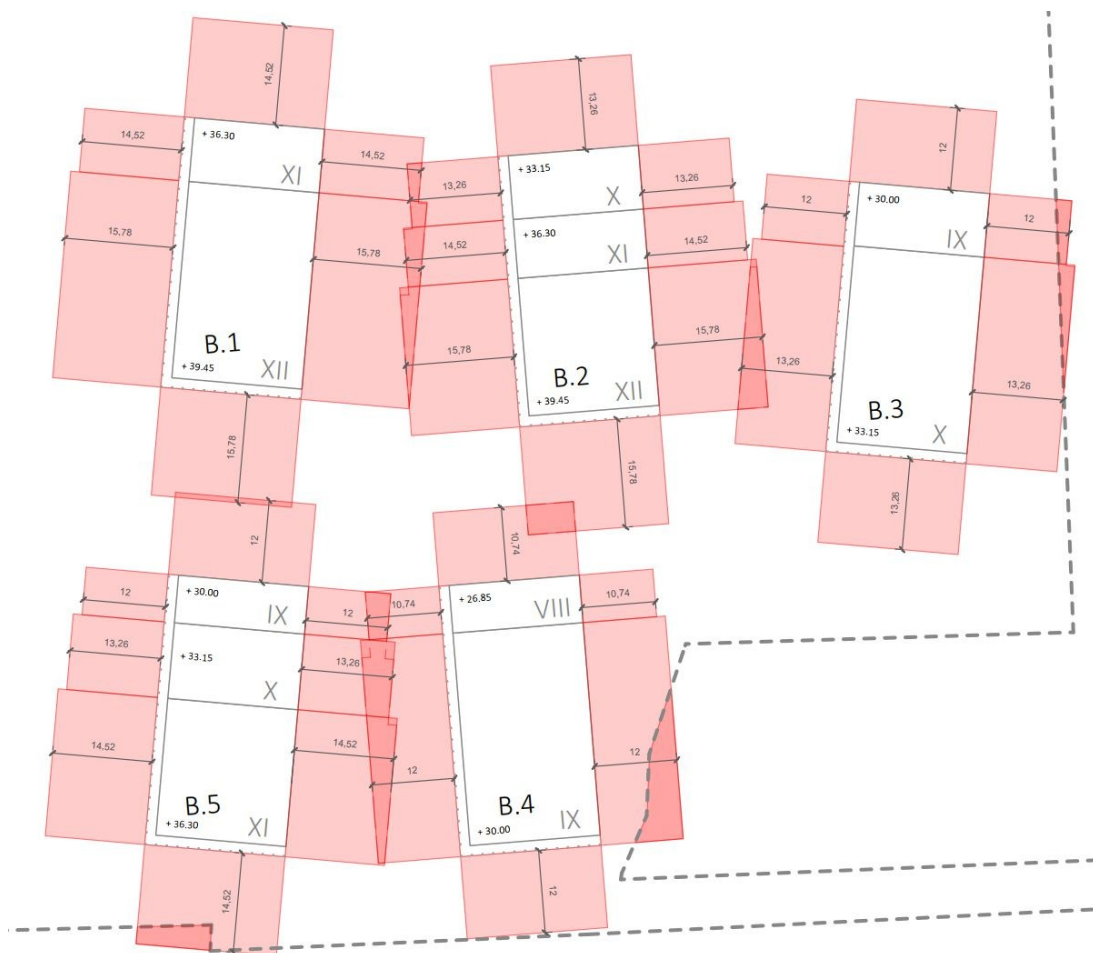 14,52
14,52
+ 36.30
XI
14,52
15,78
15,78
B.1
+ 39.45
XII
15,78
13,26
13,26
+ 33.15
X
13,26
14,52
+ 36.30
XI
14,52
15,78
15,78
B.2
+ 39.45
XII
15,78
12
12
+ 30.00
IX
12
13,26
13,26
B.3
+ 33.15
X
13,26
12
12
+ 30.00
IX
12
13,26
+ 33.15
X
13,26
14,52
14,52
B.5
+ 36.30
XI
14,52
10,74
10,74
+ 26.85
VIII
10,74
12
12
B.4
+ 30.00
IX
12